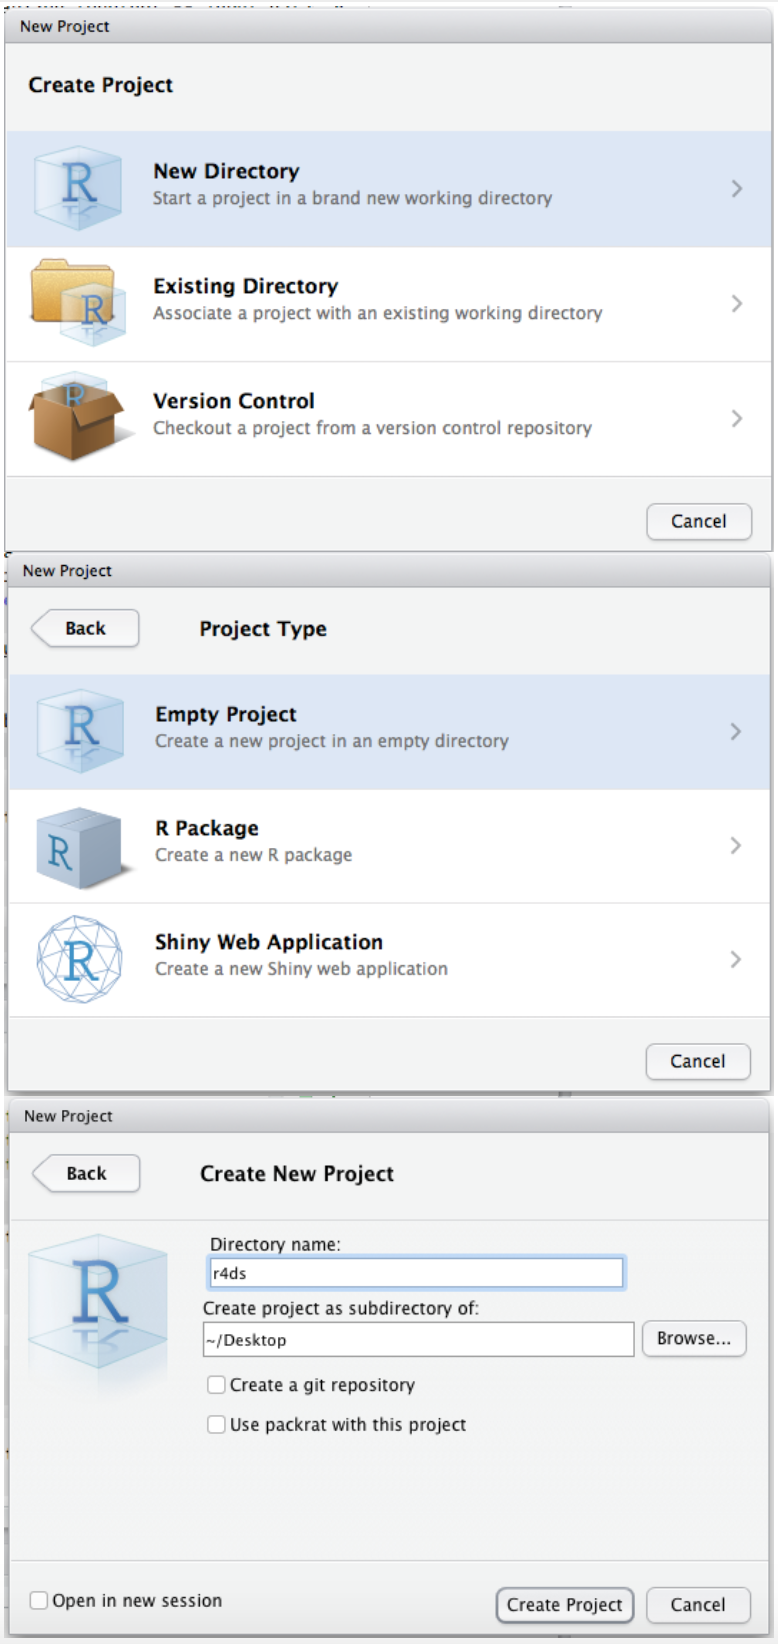 New Project
Create Project
New Directory
Start a project in a brand new working directory
Existing Directory
Associate a project with an existing working directory
Version Control
Checkout a project from a version control repository
Cancel
New Project
Back
Project Type
Empty Project
Create a new project in an empty directory
R Package
Create a new R package
Shiny Web Application
Create a new Shiny web application
Cancel
New Project
Back
Create New Project
Directory name:
r4ds
Create project as subdirectory of:
~/Desktop
Browse...
Create a git repository
Use packrat with this project
Open in new session
Create Project
Cancel